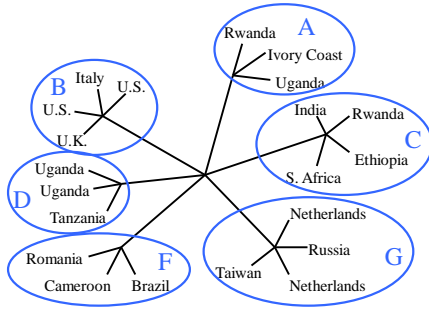 A
Rwanda
Ivory Coast
Uganda
B
Italy
U.S.
U.S.
U.K.
C
India
Rwanda
Ethiopia
S. Africa
D
Uganda
Uganda
Tanzania
F
Romania
Cameroon
Brazil
G
Netherlands
Russia
Taiwan
Netherlands